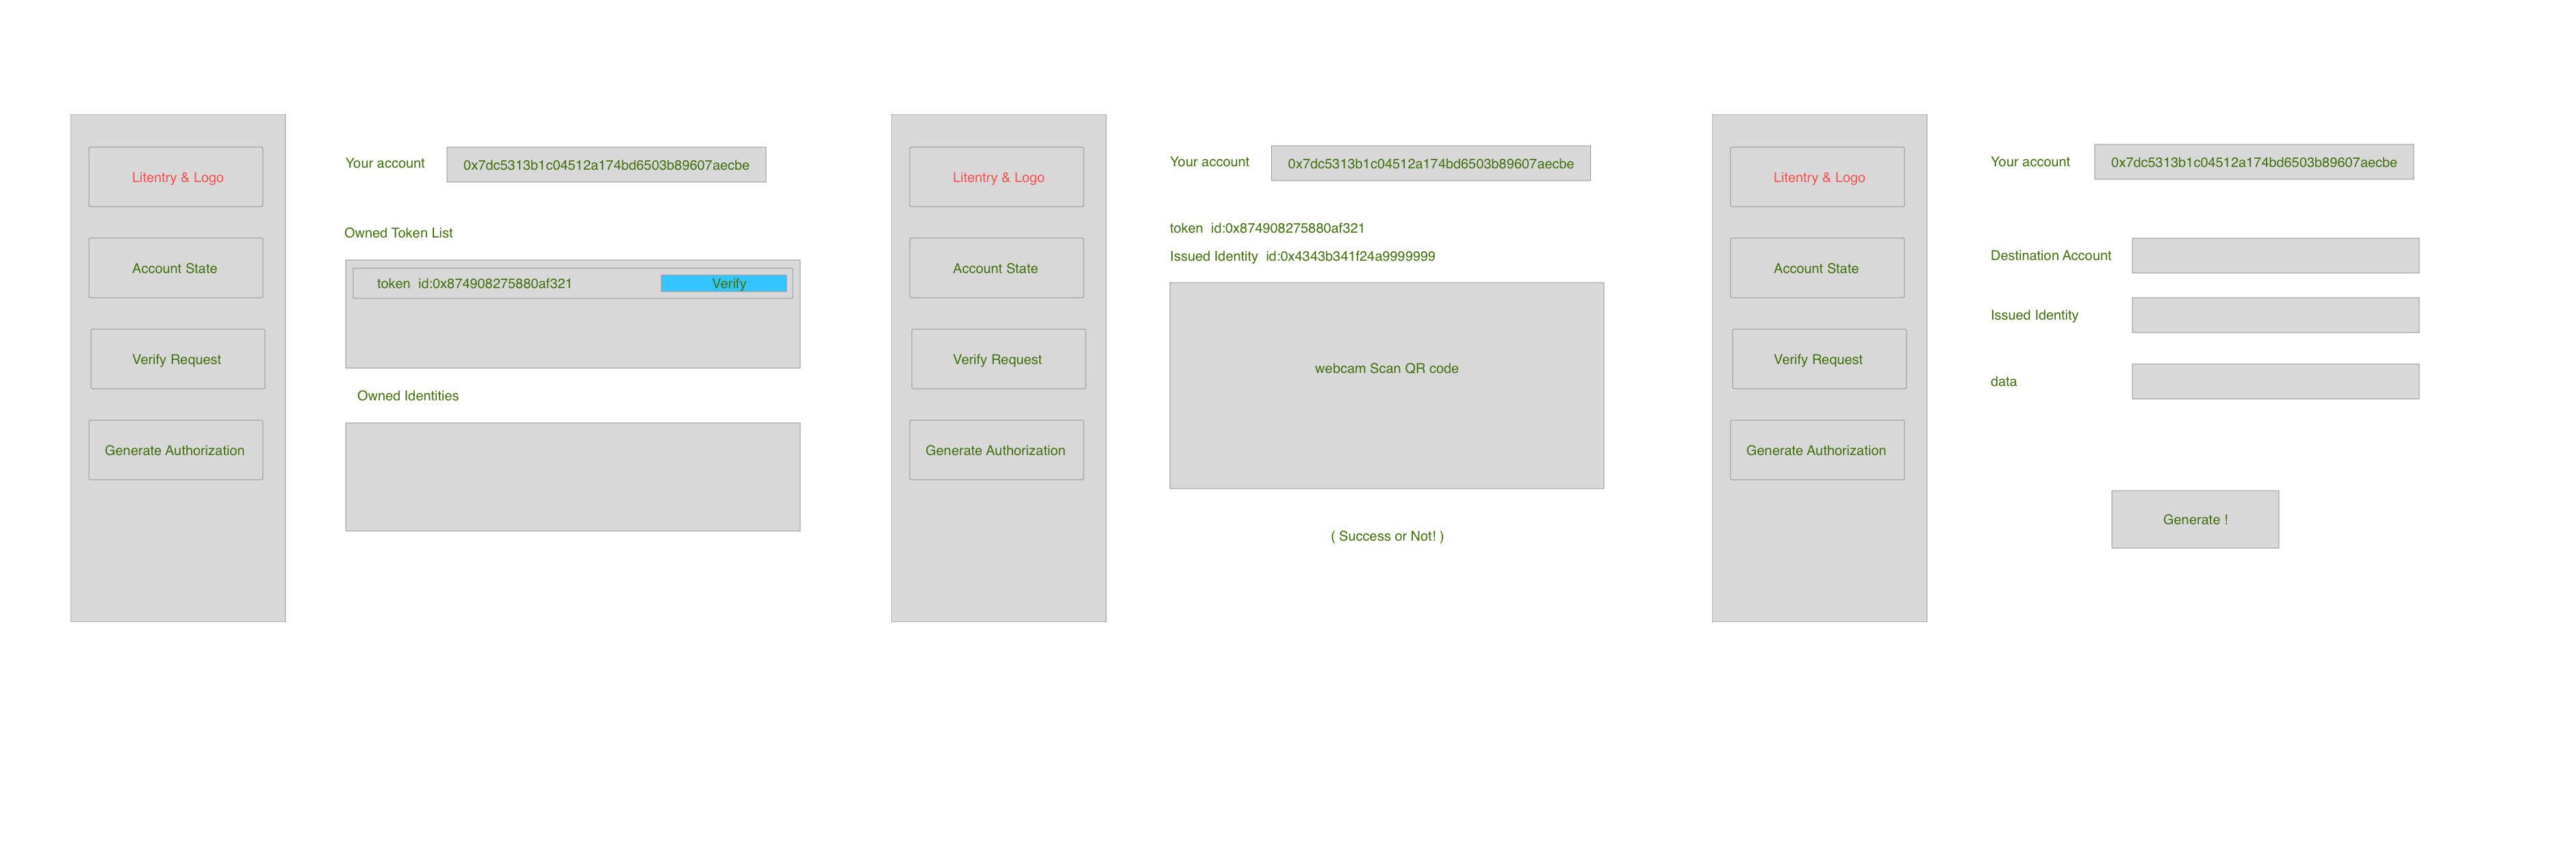 Litentry & Logo
Account State
Verify Request
Generate Authorization
Your account
0x7dc5313b1c04512a174bd6503b89607aecbe
Owned Token List
token  id:0x874908275880af321
Verify
Owned Identities
Litentry & Logo
Account State
Verify Request
Generate Authorization
Your account
0x7dc5313b1c04512a174bd6503b89607aecbe
token  id:0x874908275880af321
Issued Identity  id:0x4343b341f24a9999999
webcam Scan QR code
( Success or Not! )
Litentry & Logo
Account State
Verify Request
Generate Authorization
Your account
0x7dc5313b1c04512a174bd6503b89607aecbe
Destination Account
Issued Identity
data
Generate !